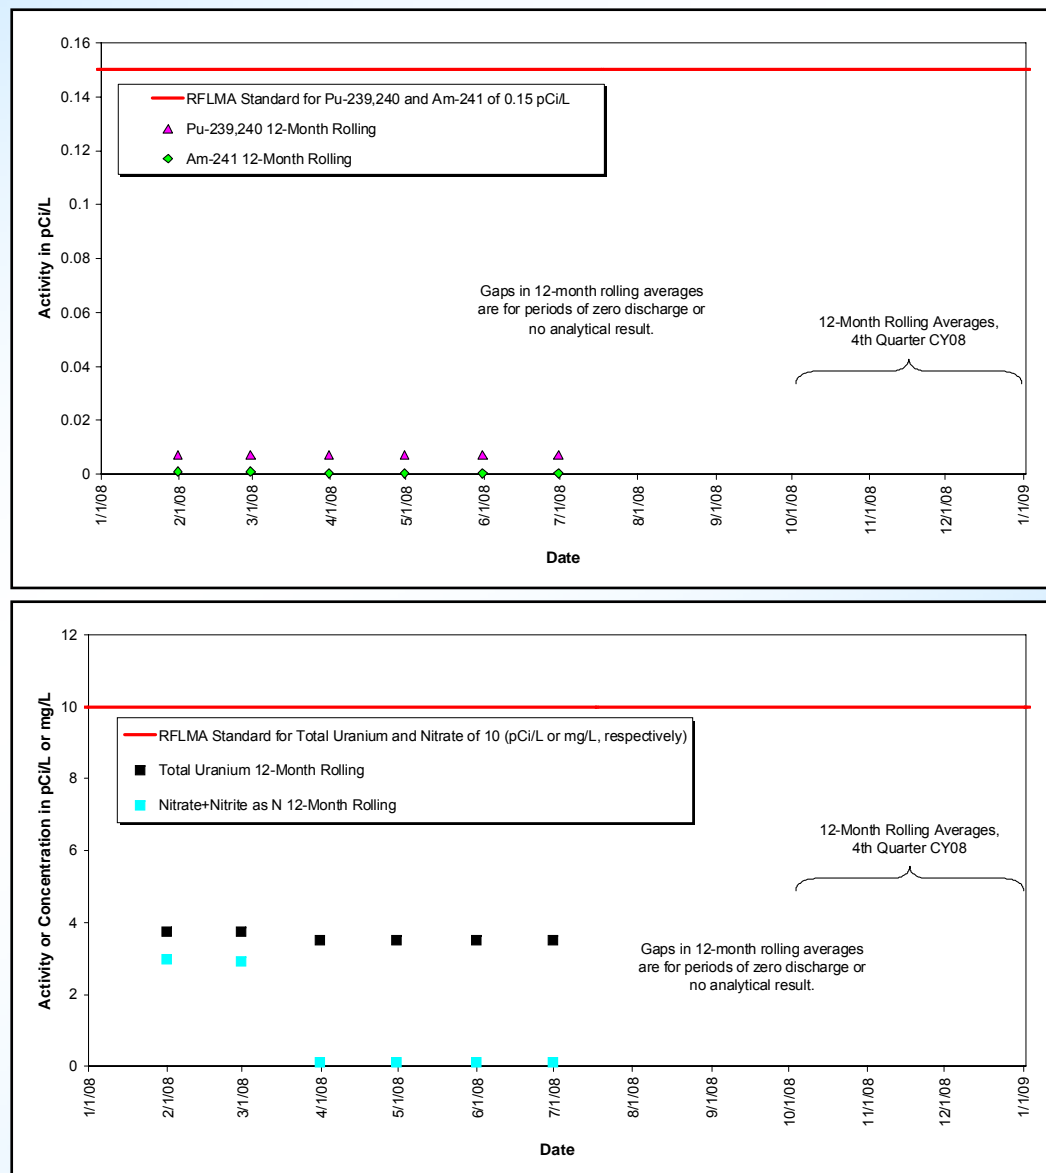 0.16
0.14
0.12
0.1
0.08
0.06
0.04
0.02
0
Activity in pCi/L
RFLMA Standard for Pu-239,240 and Am-241 of 0.15 pCi/L
Pu-239,240 12-Month Rolling
Am-241 12-Month Rolling
Gaps in 12-month rolling averages
are for periods of zero discharge or
no analytical result.
12-Month Rolling Averages,
4th Quarter CY08
1/1/08
2/1/08
3/1/08
4/1/08
5/1/08
6/1/08
7/1/08
8/1/08
9/1/08
10/1/08
11/1/08
12/1/08
1/1/09
Date
12
10
8
6
4
2
0
Activity or Concentration in pCi/L or mg/L
RFLMA Standard for Total Uranium and Nitrate of 10 (pCi/L or mg/L, respectively)
Total Uranium 12-Month Rolling
Nitrate+Nitrite as N 12-Month Rolling
12-Month Rolling Averages,
4th Quarter CY08
Gaps in 12-month rolling averages
are for periods of zero discharge or
no analytical result.
1/1/08
2/1/08
3/1/08
4/1/08
5/1/08
6/1/08
7/1/08
8/1/08
9/1/08
10/1/08
11/1/08
12/1/08
1/1/09
Date